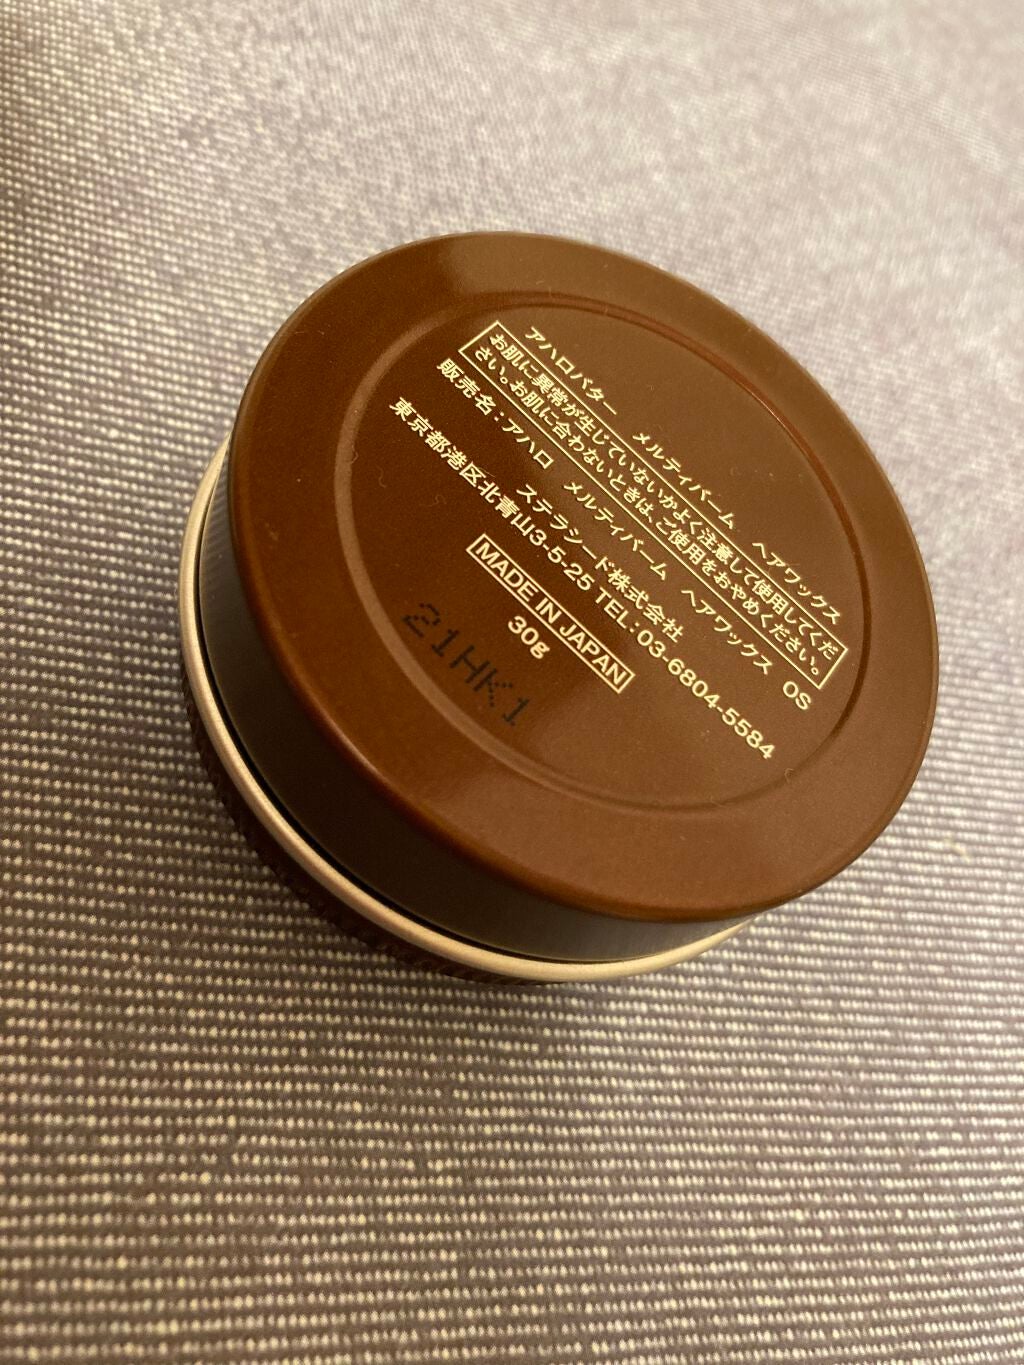 アハロバター　メルティバーム　ヘアワックス
お肌に異常が生じていないかよく注意して使用してくだ
さい。お肌に合わないときは、ご使用をおやめください。
販売名：アハロ　メルティバーム　ヘアワックス　OS
ステラシード株式会社
東京都港区北青山3-5-25 TEL：03-6804-5584
MADE IN JAPAN
30g
21HK1